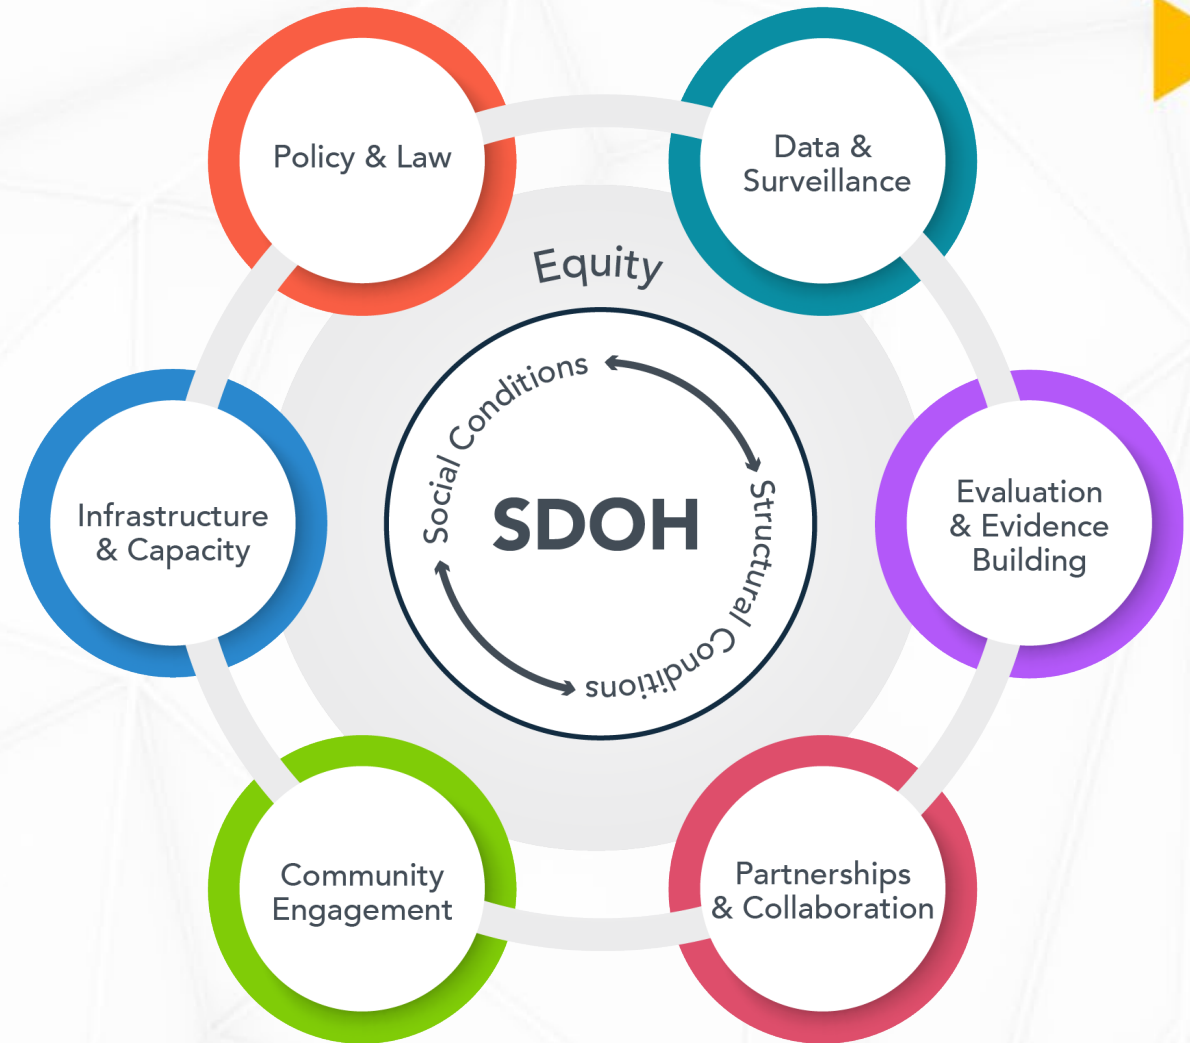 Policy & Law
Data &
Surveillance
Equity
Social Conditions
Structural Conditions
SDOH
Infrastructure
& Capacity
Evaluation
& Evidence
Building
Community
Engagement
Partnerships
& Collaboration